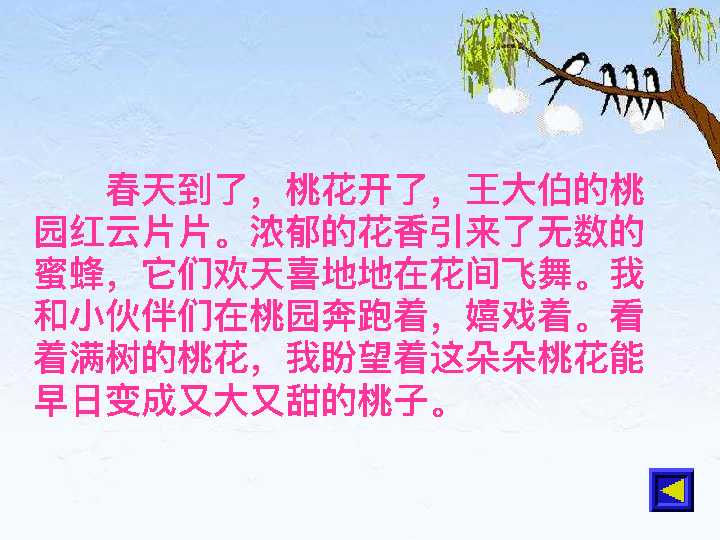 春天到了，桃花开了，王大伯的桃
园红云片片。浓郁的花香引来了无数的
蜜蜂，它们欢天喜地地在花间飞舞。我
和小伙伴们在桃园奔跑着，嬉戏着。看
着满树的桃花，我盼望着这朵朵桃花能
早日变成又大又甜的桃子。